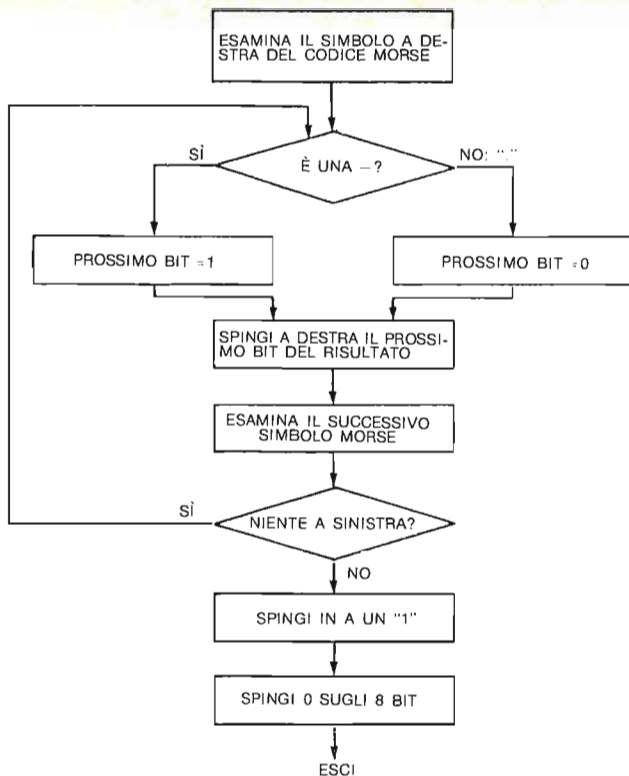 ESAMINA IL SIMBOLO A DE-
STRA DEL CODICE MORSE
SÌ
È UNA –?
NO: "."
PROSSIMO BIT =1
PROSSIMO BIT =0
SPINGI A DESTRA IL PROSSI-
MO BIT DEL RISULTATO
ESAMINA IL SUCCESSIVO
SIMBOLO MORSE
SÌ
NIENTE A SINISTRA?
NO
SPINGI IN A UN "1"
SPINGI 0 SUGLI 8 BIT
ESCI